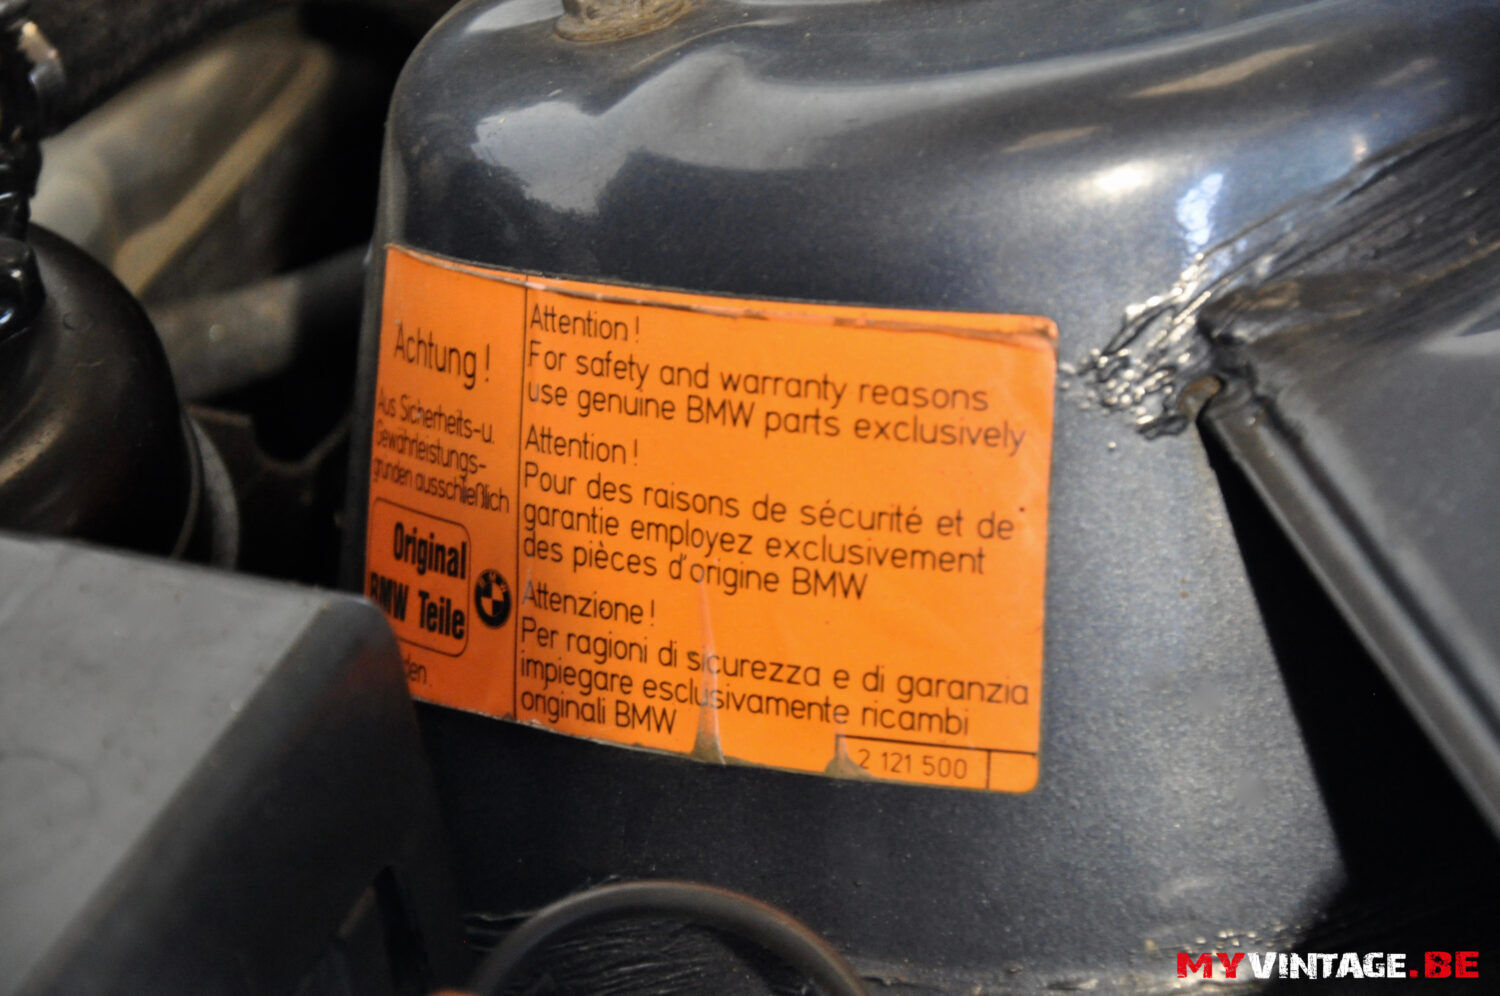 Achtung !
Aus Sicherheits-u.
Gewährleistungs-
gründen ausschließlich
Original
BMW Teile
den.
Attention !
For safety and warranty reasons
use genuine BMW parts exclusively
Attention !
Pour des raisons de sécurité et de
garantie employez exclusivement
des pièces d'origine BMW
Attenzione !
Per ragioni di sicurezza e di garanzia
impiegare esclusivamente ricambi
originali BMW
2 121 500
MYVINTAGE.BE